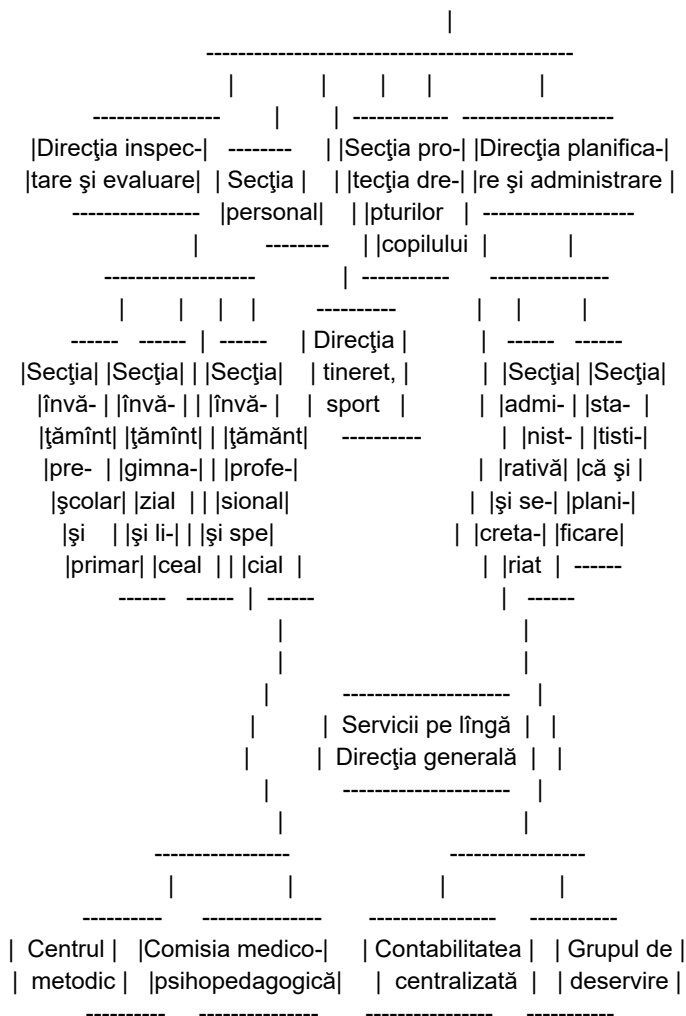 |
----------------------------------------------
| | | | |
---------------- | | ------------ -------------------
|Direcţia inspec-| -------- | |Secţia pro-| |Direcţia planifica-|
|tare şi evaluare| | Secţia | | |tecţia dre-| |re şi administrare |
---------------- |personal| | |pturilor | -------------------
| -------- | |copilului | |
------------------- | ----------- ---------------
| | | | ---------- | | |
------ ------ | ------ | Direcţia | | ------ ------
|Secţia| |Secţia| | |Secţia| | tineret, | | |Secţia| |Secţia|
|învă- | |învă- | | |învă- | | sport | | |admi- | |sta- |
|ţămînt| |ţămînt| | |ţămănt| ---------- | |nist- | |tisti-|
|pre- | |gimna-| | |profe-| | |rativă| |că şi |
|şcolar| |zial | | |sional| | |şi se-| |plani-|
|şi | |şi li-| | |şi spe| | |creta-| |ficare|
|primar| |ceal | | |cial | | |riat | ------
------ ------ | ------ | ------
| |
| |
| --------------------- |
| | Servicii pe lîngă | |
| | Direcţia generală | |
| --------------------- |
| |
----------------- -----------------
| | | |
---------- --------------- ---------------- -----------
| Centrul | |Comisia medico-| | Contabilitatea | | Grupul de |
| metodic | |psihopedagogică| | centralizată | | deservire |
---------- --------------- ---------------- -----------